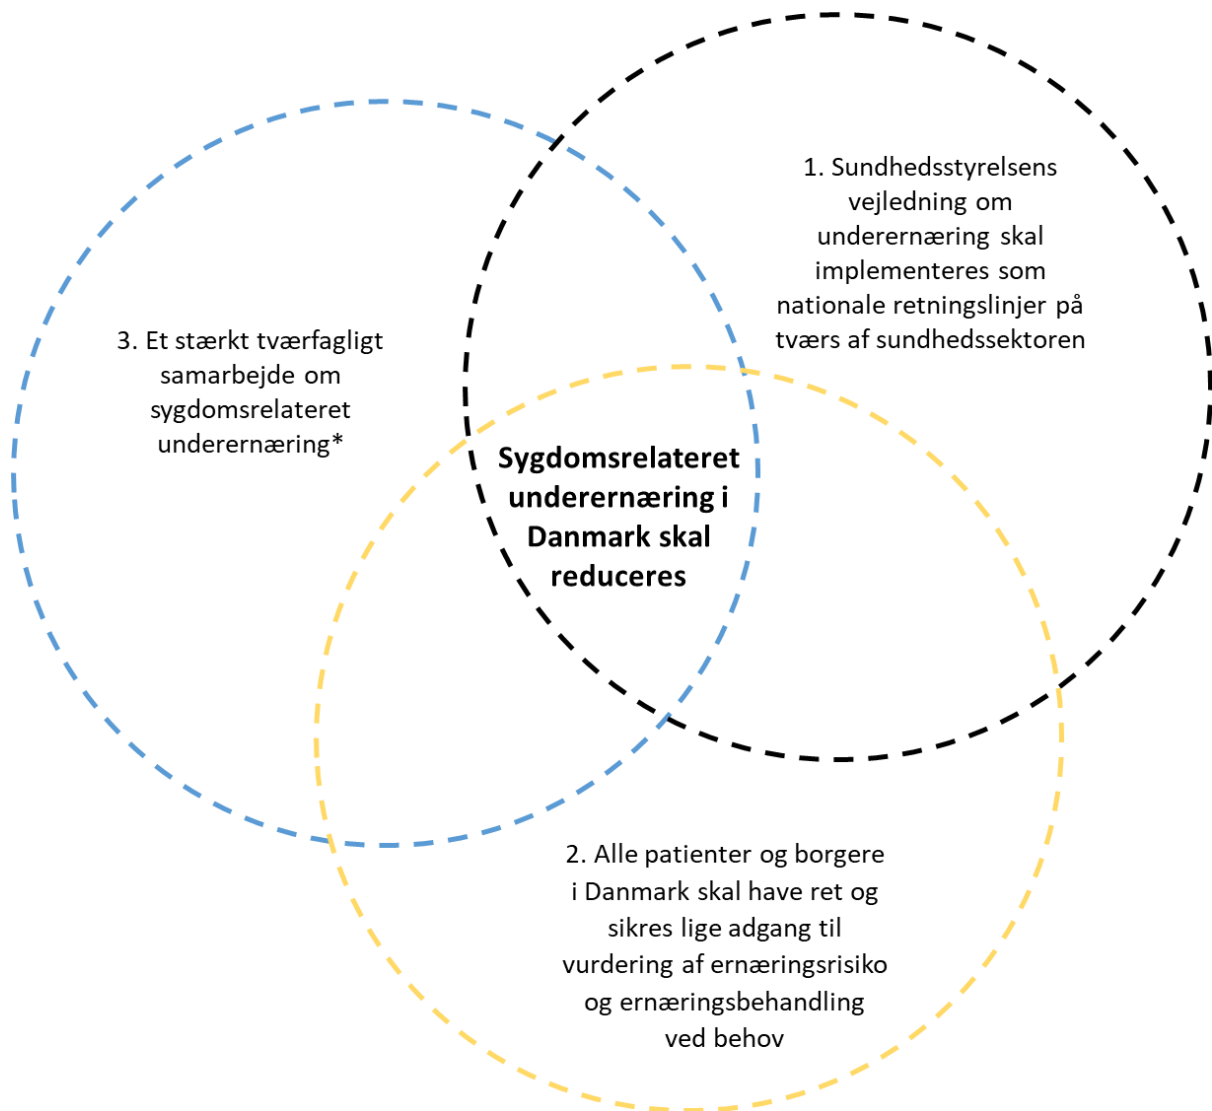 1. Sundhedsstyrelsens
vejledning om
underernæring skal
implementeres som
nationale retningslinjer på
tværs af sundhedssektoren
3. Et stærkt tværfagligt
samarbejde om
sygdomsrelateret
underernæring*
Sygdomsrelateret
underernæring i
Danmark skal
reduceres
2. Alle patienter og borgere
i Danmark skal have ret og
sikres lige adgang til
vurdering af ernæringsrisiko
og ernæringsbehandling
ved behov